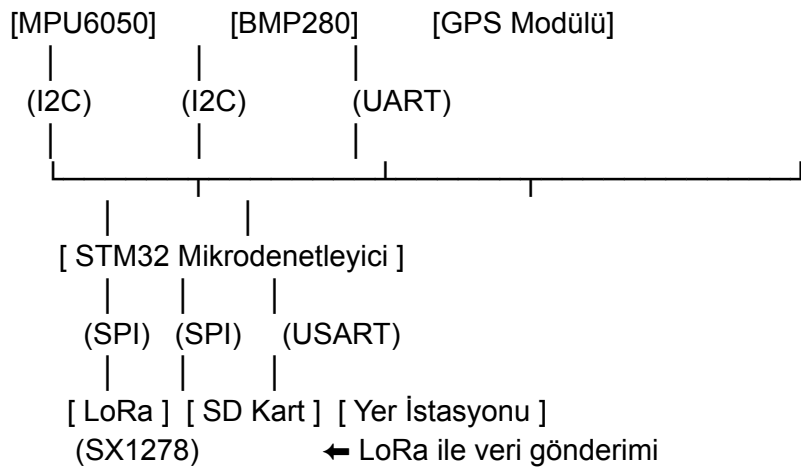 [MPU6050] [BMP280] [GPS Modülü]
(I2C) (I2C) (UART)
[ STM32 Mikrodenetleyici ]
(SPI) (SPI) (USART)
[ LoRa ] [ SD Kart ] [ Yer İstasyonu ]
(SX1278) ← LoRa ile veri gönderimi